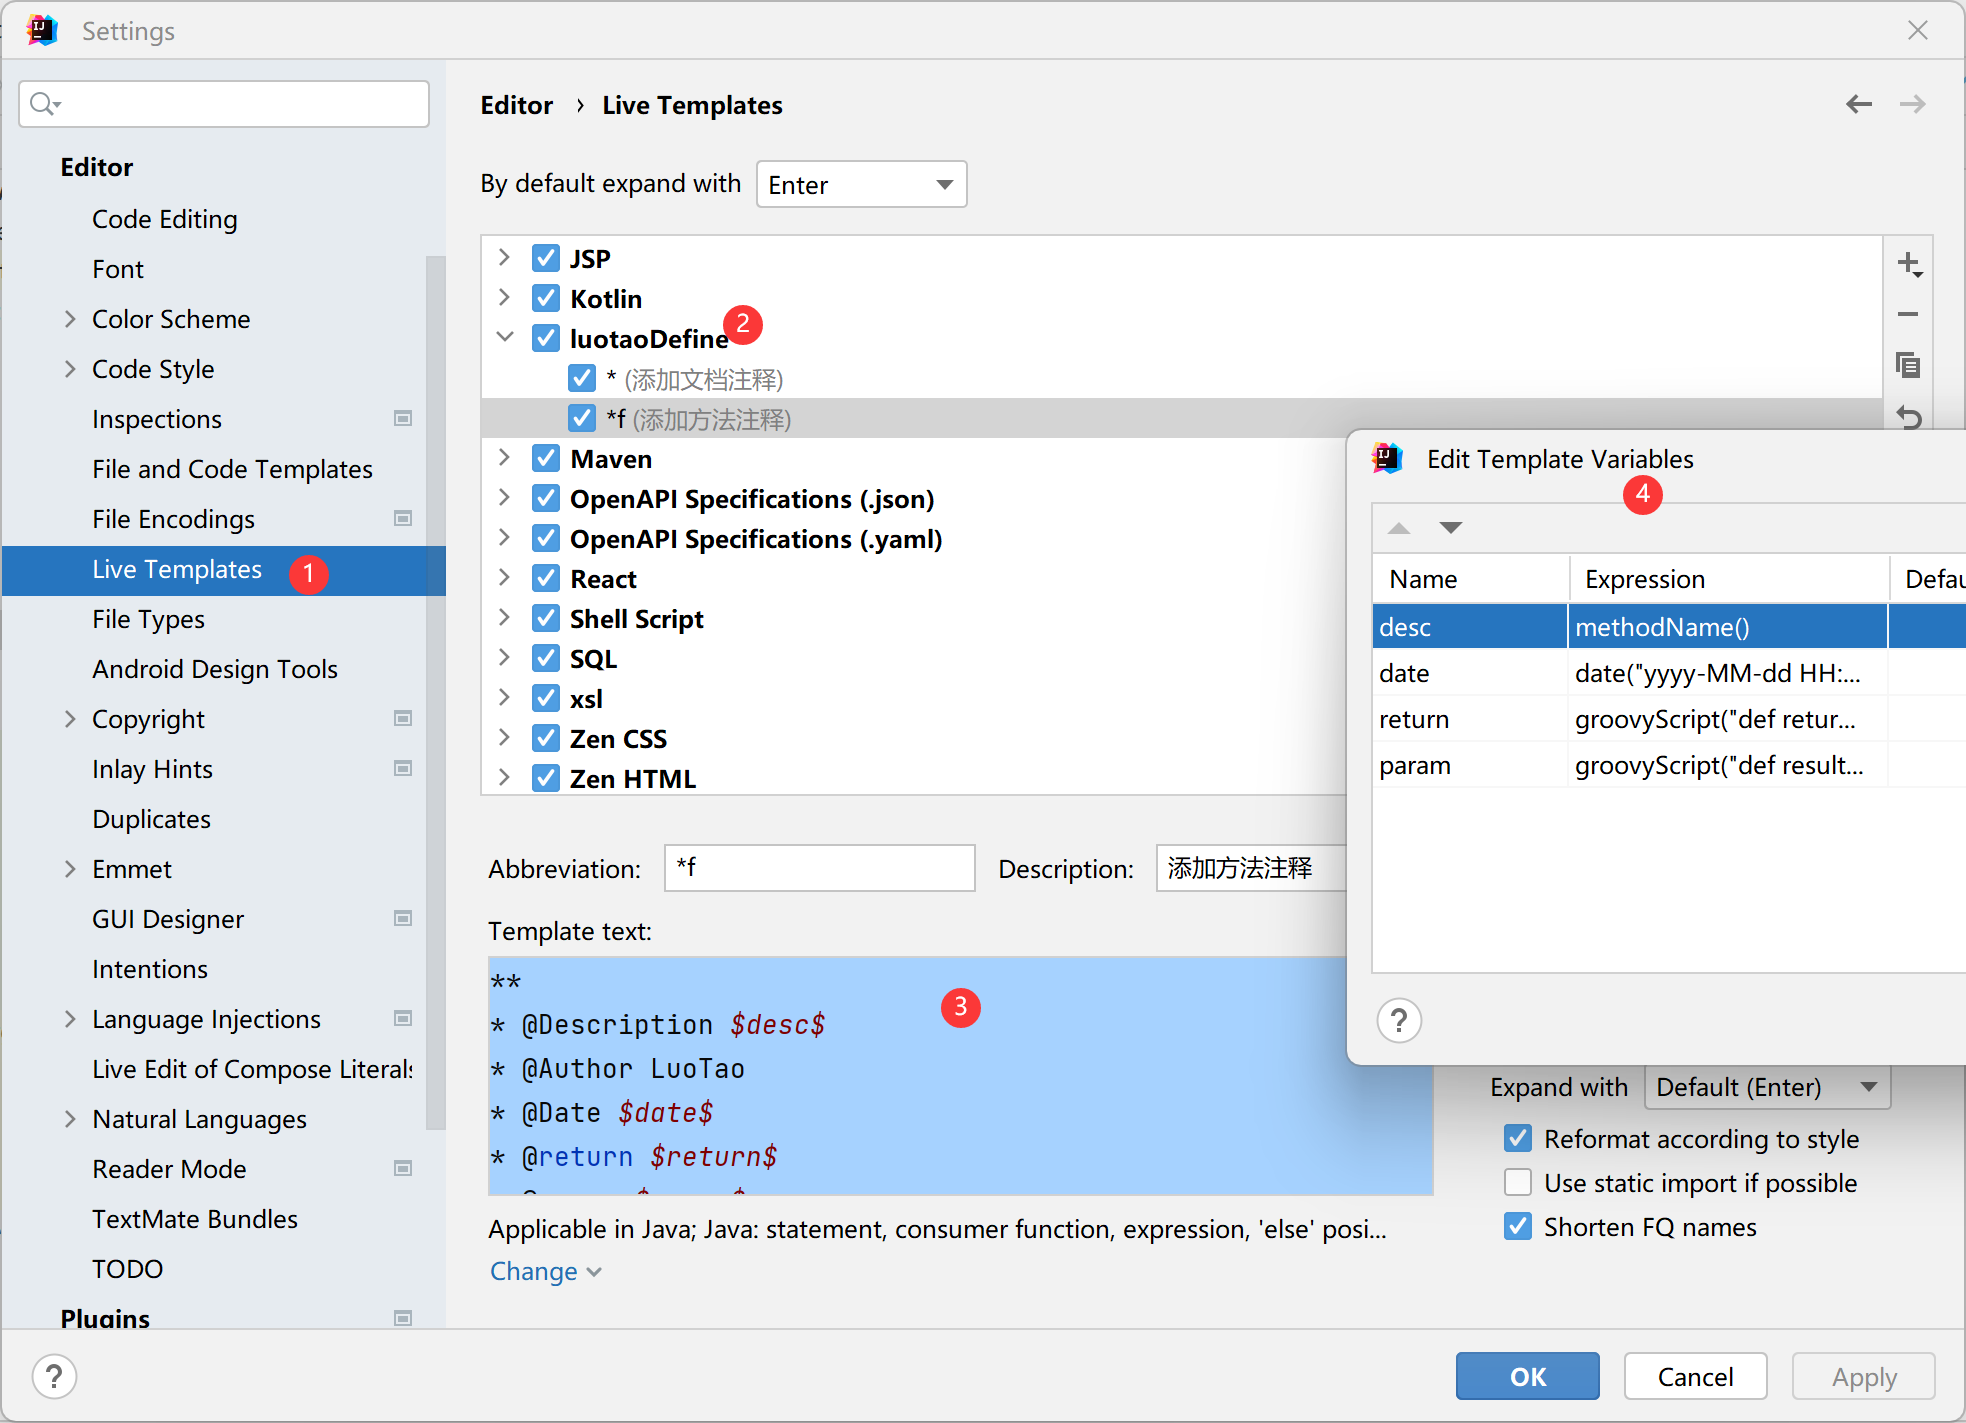 Settings
Editor
Code Editing
Font
Color Scheme
Code Style
Inspections
File and Code Templates
File Encodings
Live Templates
1
File Types
Android Design Tools
Copyright
Inlay Hints
Duplicates
Emmet
GUI Designer
Intentions
Language Injections
Live Edit of Compose Literals
Natural Languages
Reader Mode
TextMate Bundles
TODO
Plugins
Editor › Live Templates
By default expand with Enter
JSP
Kotlin
luotaoDefine
2
* (添加文档注释)
*f (添加方法注释)
Maven
OpenAPI Specifications (.json)
OpenAPI Specifications (.yaml)
React
Shell Script
SQL
xsl
Zen CSS
Zen HTML
Abbreviation: *f Description: 添加方法注释
Template text:
**
* @Description $desc$
3
* @Author LuoTao
* @Date $date$
* @return $return$
Applicable in Java; Java: statement, consumer function, expression, 'else' posi...
Change
Edit Template Variables
4
Name Expression Defau
desc methodName()
date date("yyyy-MM-dd HH:...
return groovyScript("def retur...
param groovyScript("def result...
?
Expand with Default (Enter)
Reformat according to style
Use static import if possible
Shorten FQ names
?
OK Cancel Apply